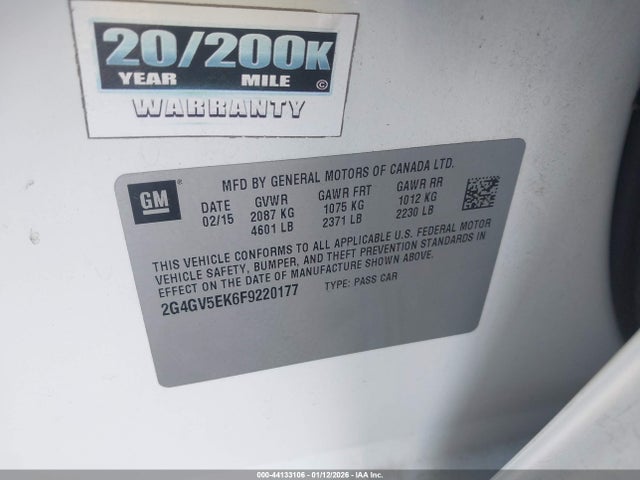 20/200K
YEAR MILE ©
WARRANTY
GM
MFD BY GENERAL MOTORS OF CANADA LTD.
DATE GVWR GAWR FRT GAWR RR
02/15 2087 KG 1075 KG 1012 KG
4601 LB 2371 LB 2230 LB
THIS VEHICLE CONFORMS TO ALL APPLICABLE U.S. FEDERAL MOTOR
VEHICLE SAFETY, BUMPER, AND THEFT PREVENTION STANDARDS IN
EFFECT ON THE DATE OF MANUFACTURE SHOWN ABOVE.
2G4GV5EK6F9220177 TYPE: PASS CAR
000-44133106 - 01/12/2026 - IAA Inc.